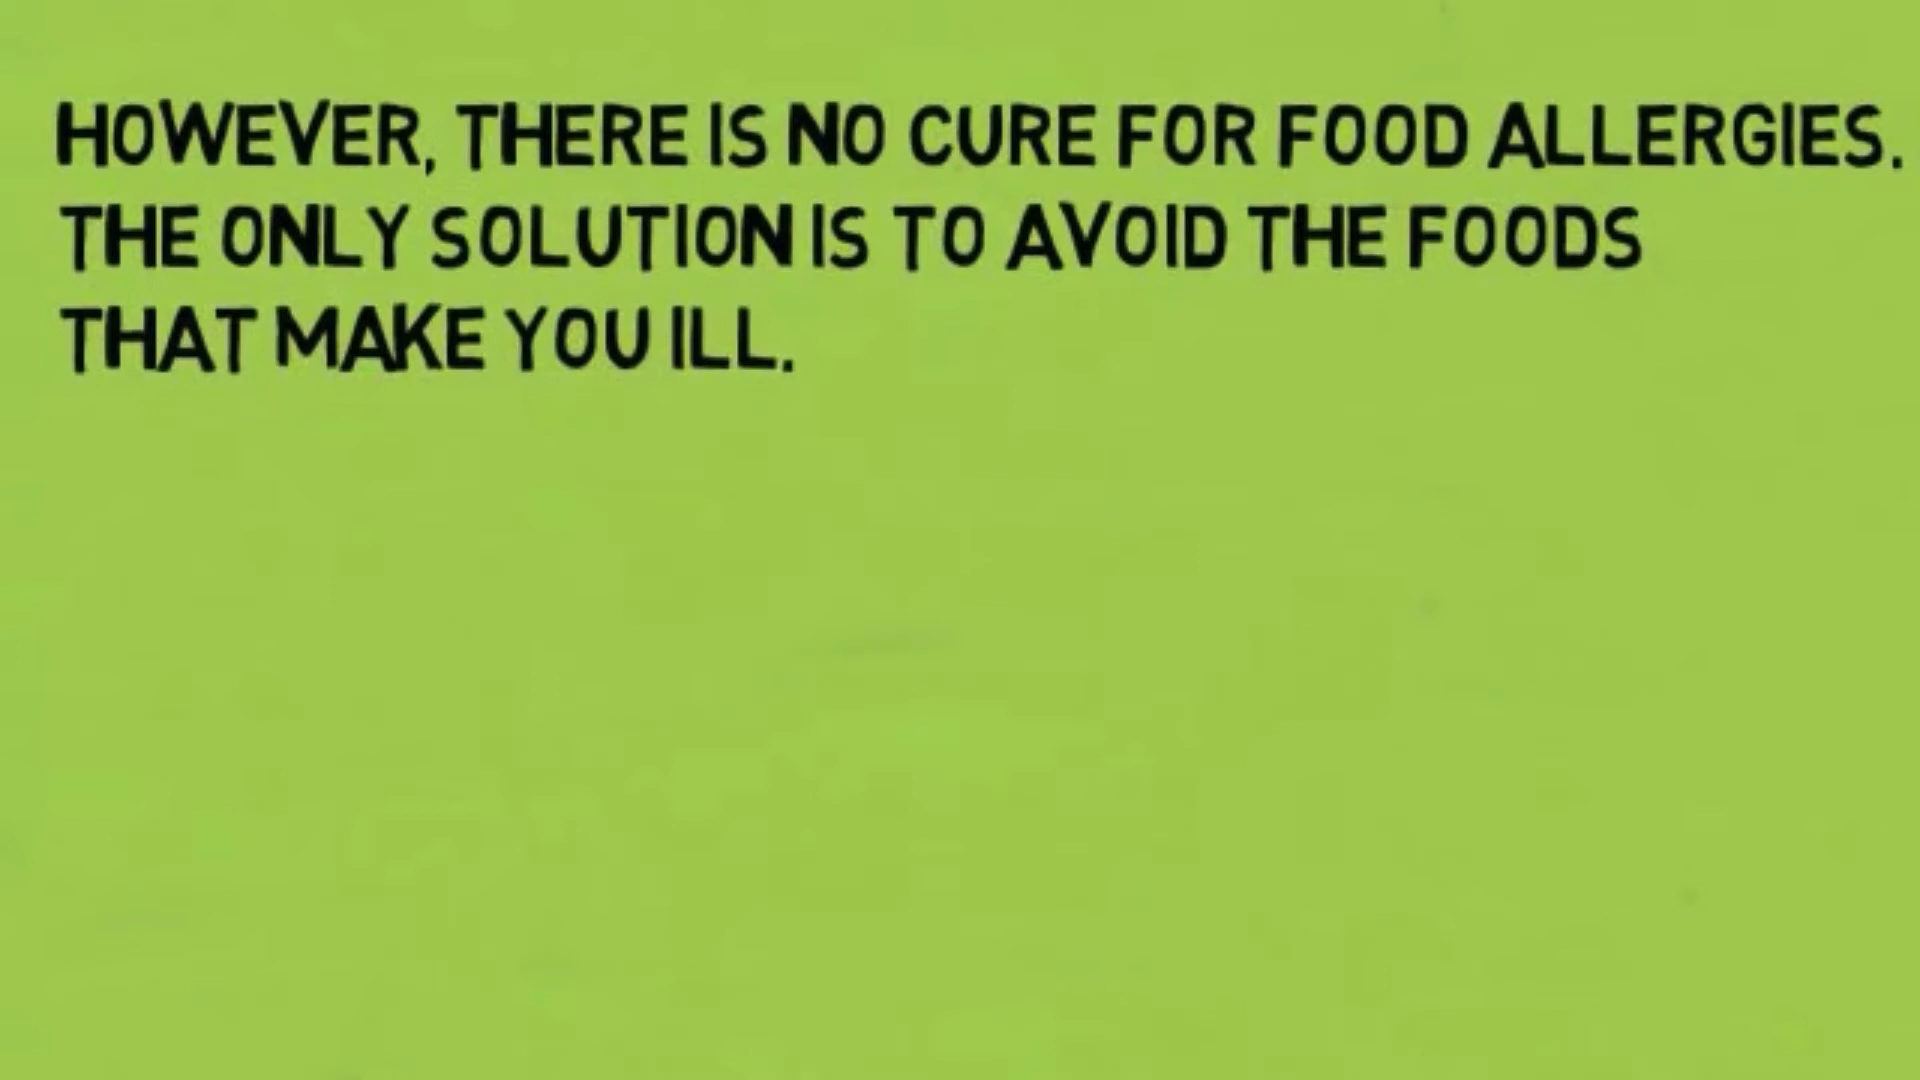 HOWEVER, THERE IS NO CURE FOR FOOD ALLERGIES.
THE ONLY SOLUTION IS TO AVOID THE FOODS
THAT MAKE YOU ILL.